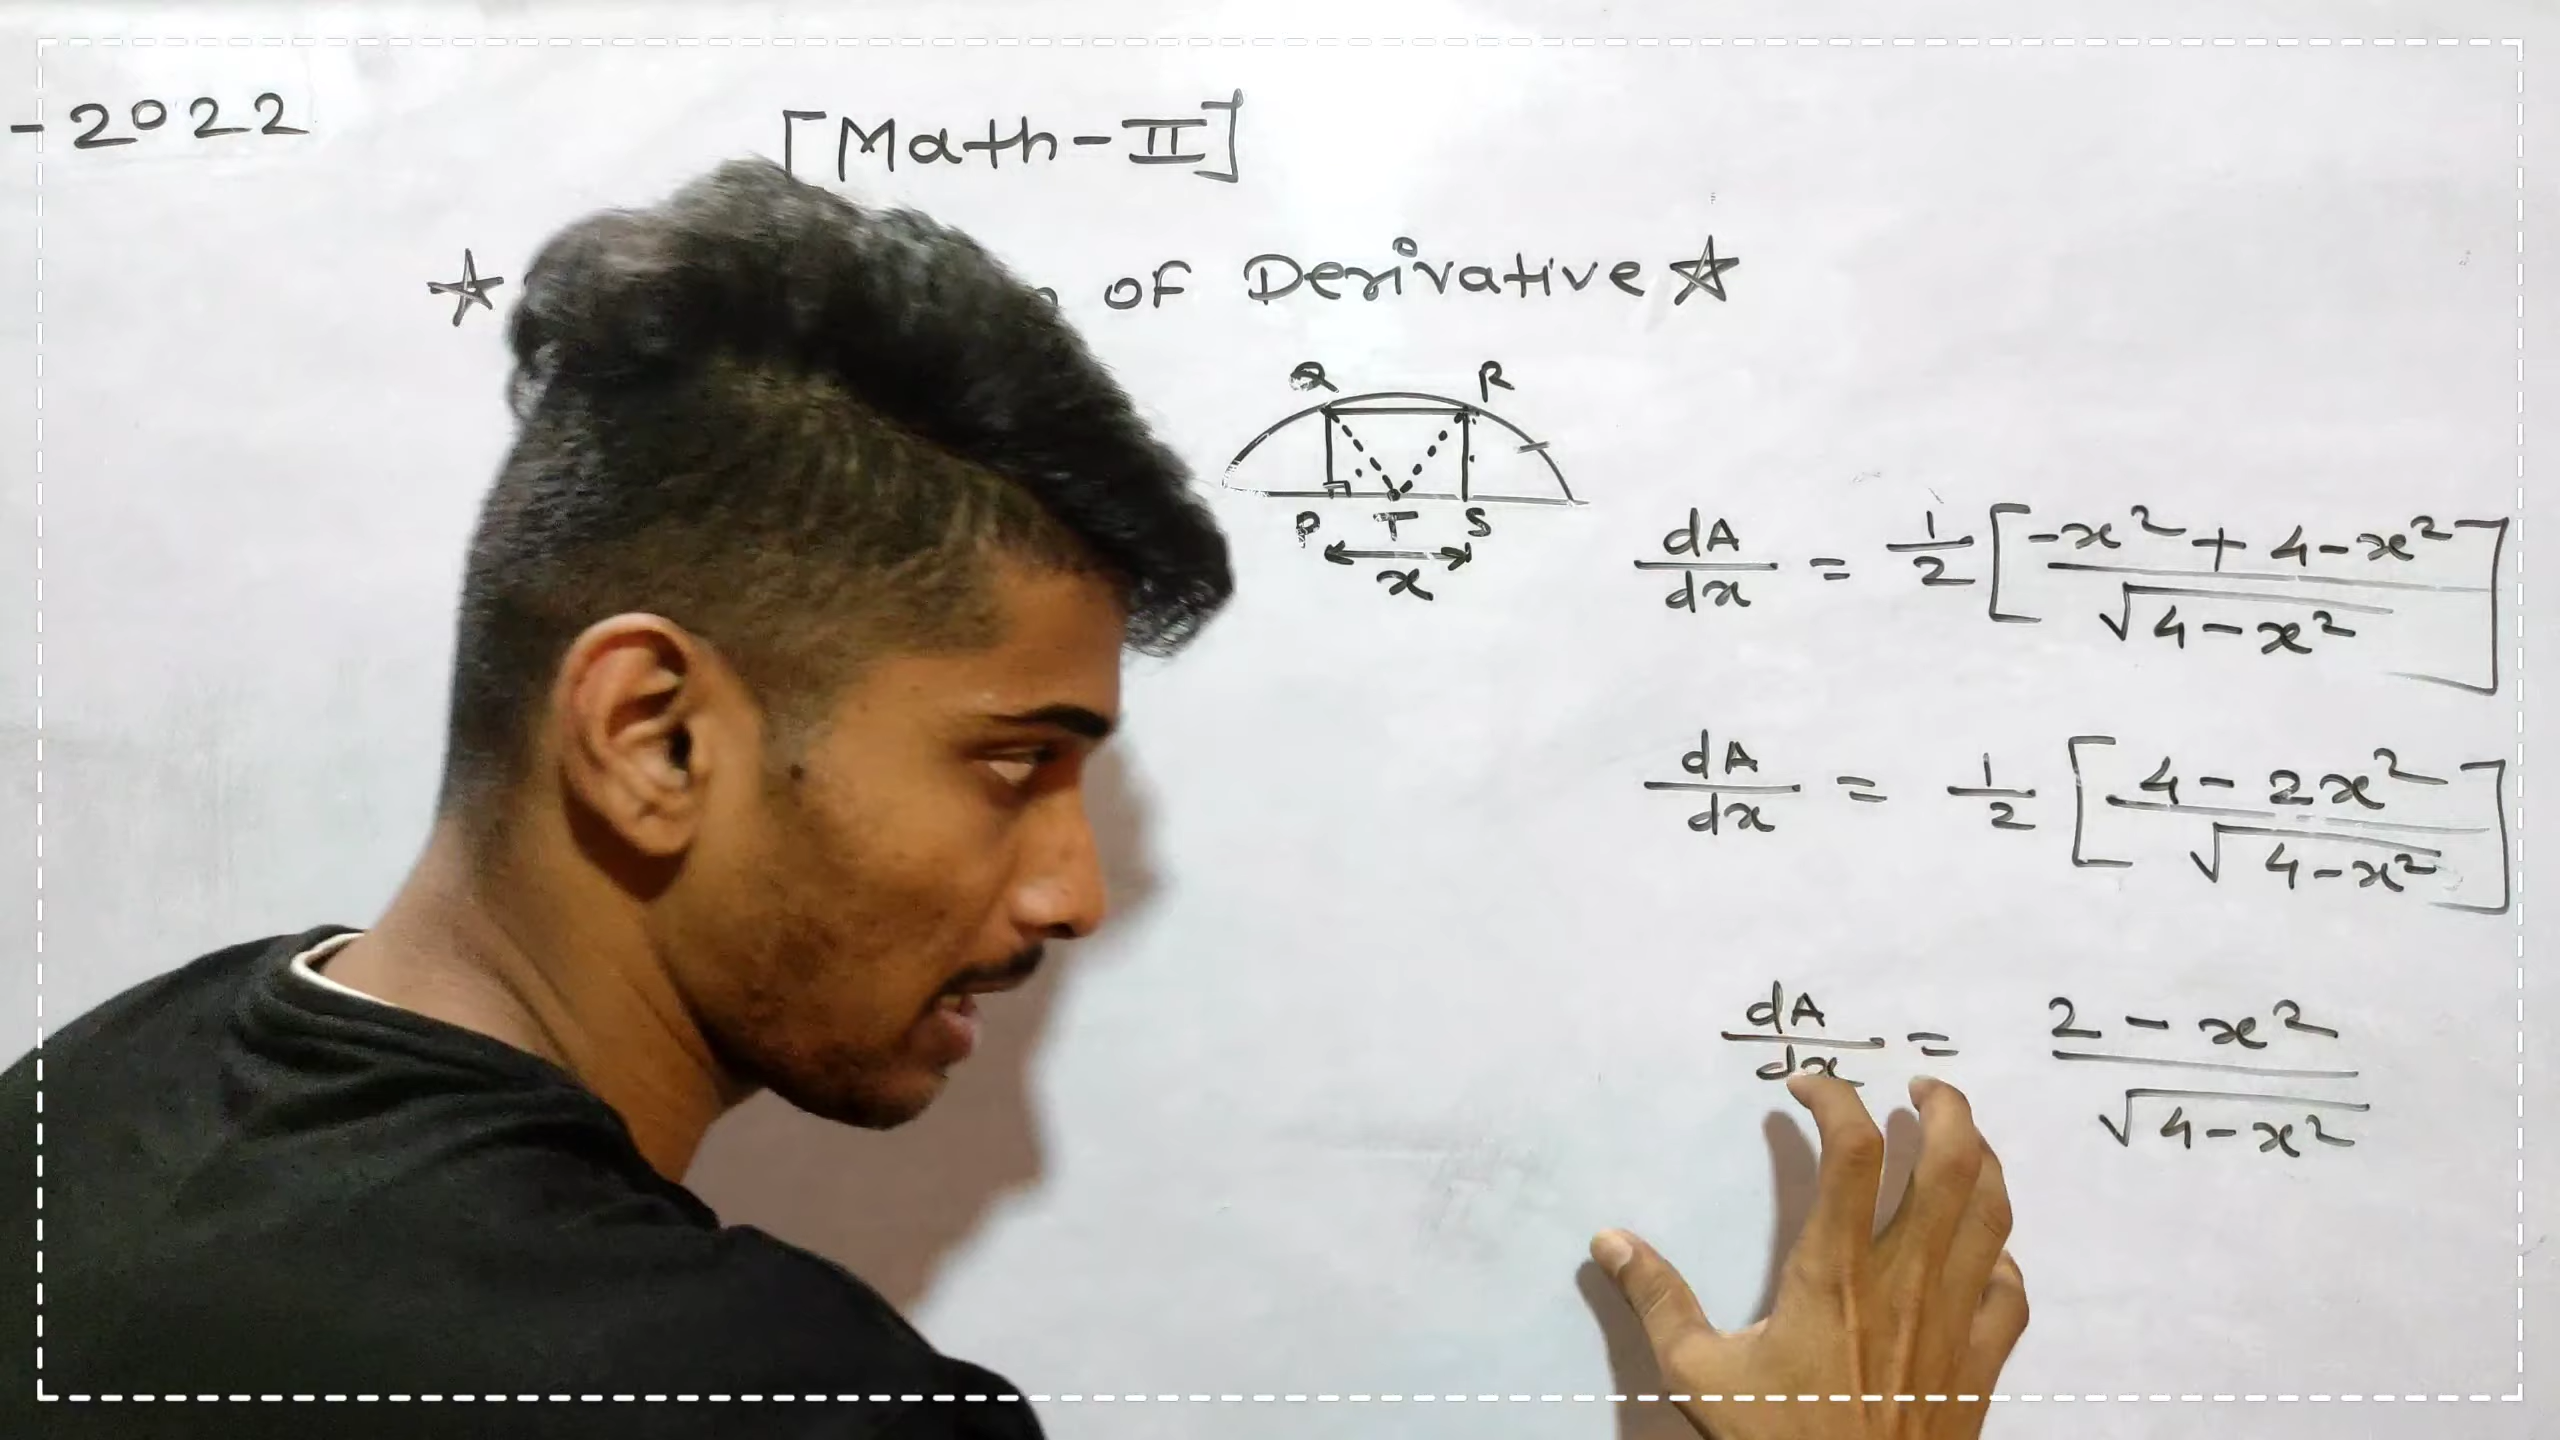 - 2022
[Math-II]
☆ of Derivative ☆
Q R
P T S
x
dA/dx = 1/2 [(-x² + 4-x²)/√(4-x²)]
dA/dx = 1/2 [(4-2x²)/√(4-x²)]
dA/dx = (2-x²)/√(4-x²)